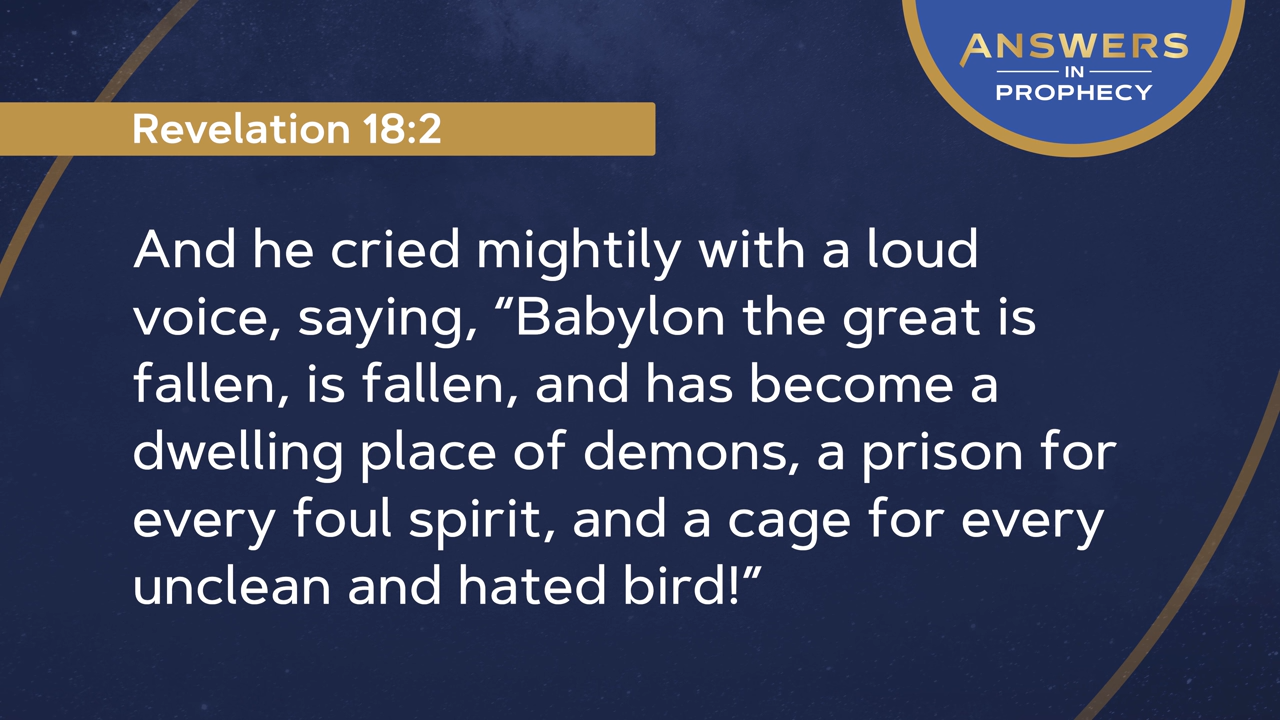 ANSWERS
IN
PROPHECY
Revelation 18:2
And he cried mightily with a loud
voice, saying, “Babylon the great is
fallen, is fallen, and has become a
dwelling place of demons, a prison for
every foul spirit, and a cage for every
unclean and hated bird!”